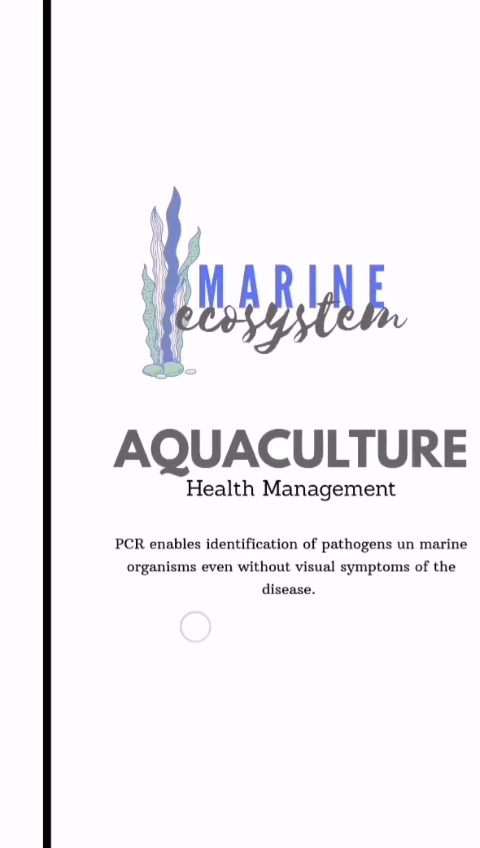 MARINE
ecosystem
AQUACULTURE
Health Management
PCR enables identification of pathogens un marine
organisms even without visual symptoms of the
disease.